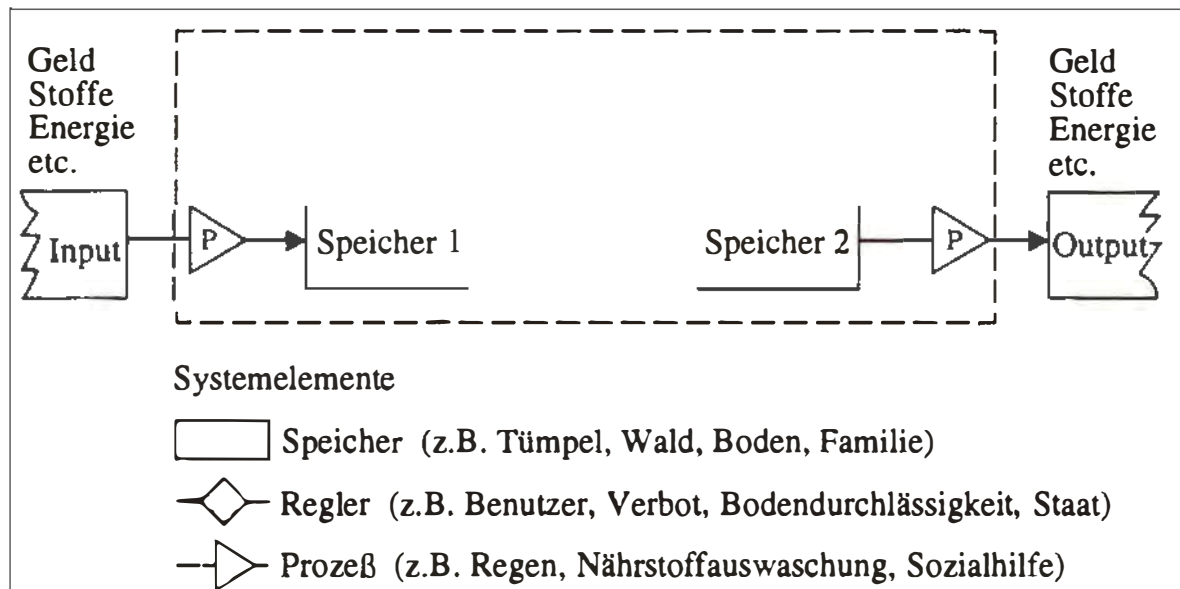 Geld
Stoffe
Energie
etc.
Geld
Stoffe
Energie
etc.
Input P Speicher 1 Speicher 2 P Output
Systemelemente
Speicher (z.B. Tümpel, Wald, Boden, Familie)
Regler (z.B. Benutzer, Verbot, Bodendurchlässigkeit, Staat)
Prozeß (z.B. Regen, Nährstoffauswaschung, Sozialhilfe)